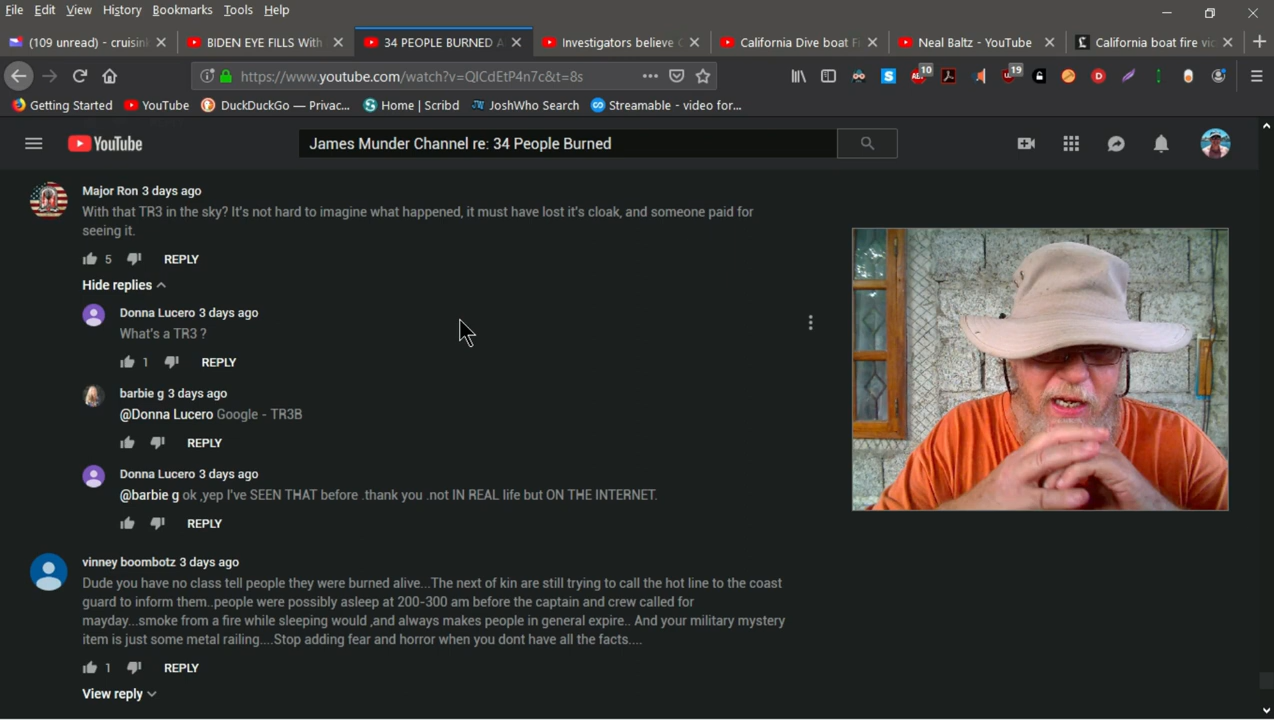 File Edit View History Bookmarks Tools Help
(109 unread) - cruisin
BIDEN EYE FILLS With
34 PEOPLE BURNED A
Investigators believe
California Dive boat F
Neal Baltz - YouTube
California boat fire vic
https://www.youtube.com/watch?v=QICdEtP4n7c&t=8s
10
19
Getting Started YouTube DuckDuckGo — Privac... Home | Scribd JoshWho Search Streamable - video for...
YouTube
James Munder Channel re: 34 People Burned
Major Ron 3 days ago
With that TR3 in the sky? It's not hard to imagine what happened, it must have lost it's cloak, and someone paid for
seeing it.
5 REPLY
Hide replies
Donna Lucero 3 days ago
What's a TR3 ?
1 REPLY
barbie g 3 days ago
@Donna Lucero Google - TR3B
REPLY
Donna Lucero 3 days ago
@barbie g ok ,yep I've SEEN THAT before .thank you .not IN REAL life but ON THE INTERNET.
REPLY
vinney boombotz 3 days ago
Dude you have no class tell people they were burned alive...The next of kin are still trying to call the hot line to the coast
guard to inform them..people were possibly asleep at 200-300 am before the captain and crew called for
mayday...smoke from a fire while sleeping would ,and always makes people in general expire.. And your military mystery
item is just some metal railing....Stop adding fear and horror when you dont have all the facts....
1 REPLY
View reply